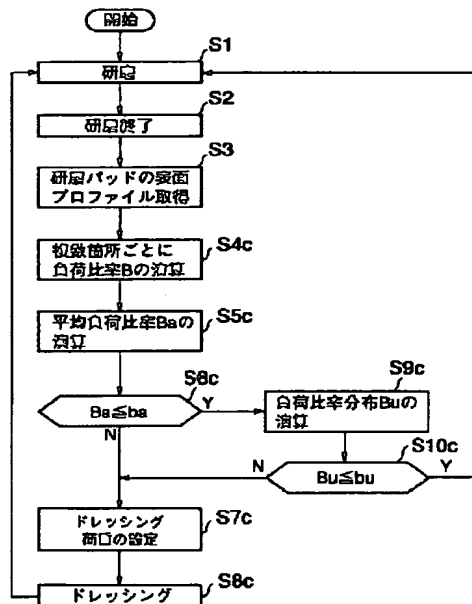 開始
S1
研磨
S2
研磨終了
S3
研磨パッドの表面
プロファイル取得
S4c
複数箇所ごとに
負荷比率Bの演算
S5c
平均負荷比率Baの
演算
S6c
Ba≦ba
Y
N
S9c
負荷比率分布Buの
演算
S10c
Bu≦bu
N
Y
S7c
ドレッシング
荷重の設定
S8c
ドレッシング